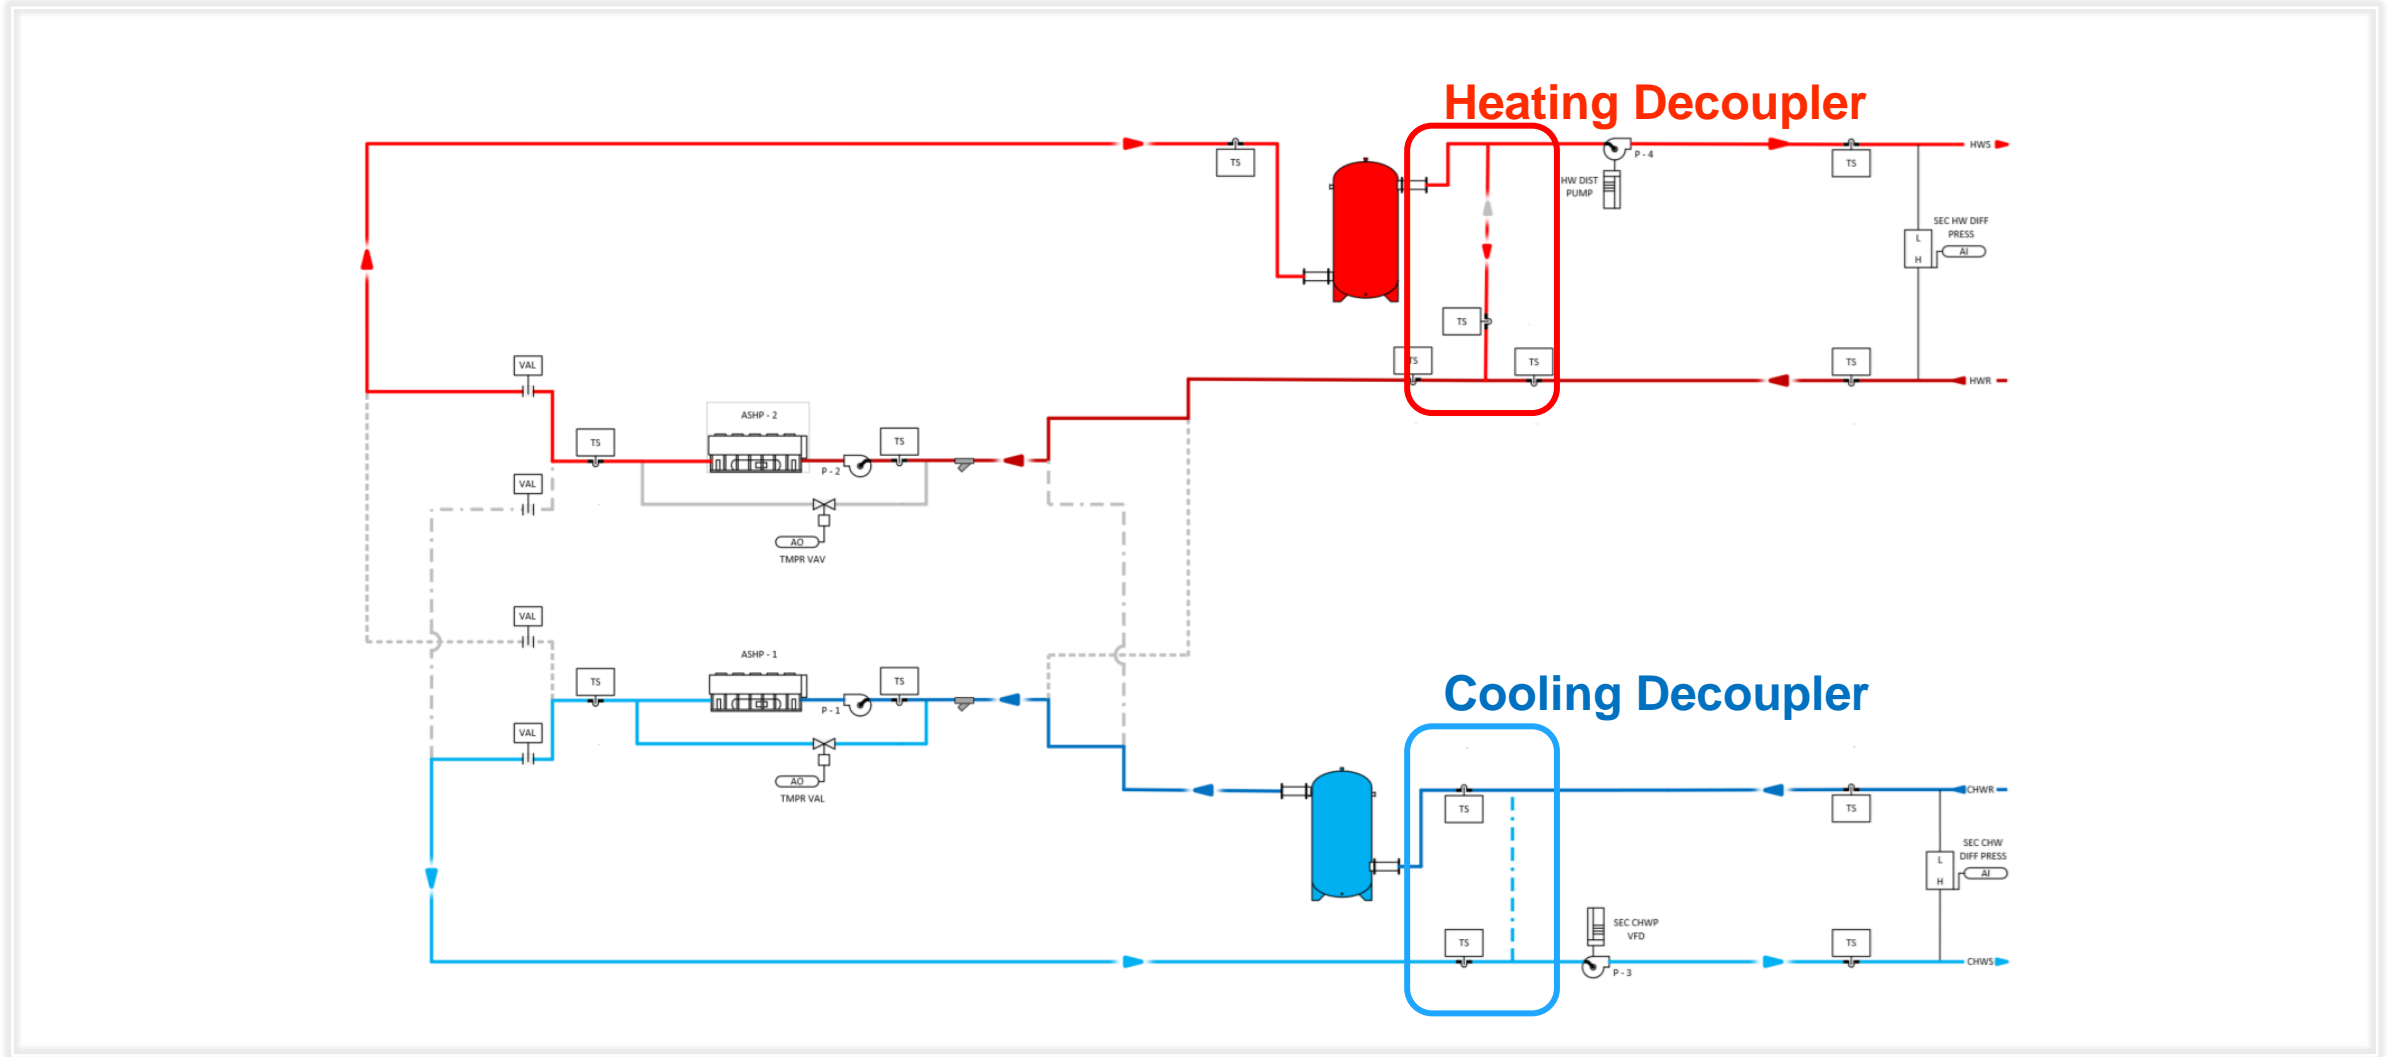 Heating Decoupler
TS
P - 4
HW DIST
PUMP
TS
HWS
SEC HW DIFF
PRESS
L
H
AI
TS
TS
TS
TS
HWR
VAL
ASHP - 2
TS
TS
P - 2
VAL
AO
TMPR VAV
VAL
ASHP - 1
TS
TS
P - 1
VAL
AO
TMPR VAL
Cooling Decoupler
TS
TS
CHWR
SEC CHW
DIFF PRESS
L
H
AI
TS
SEC CHWP
VFD
P - 3
TS
CHWS